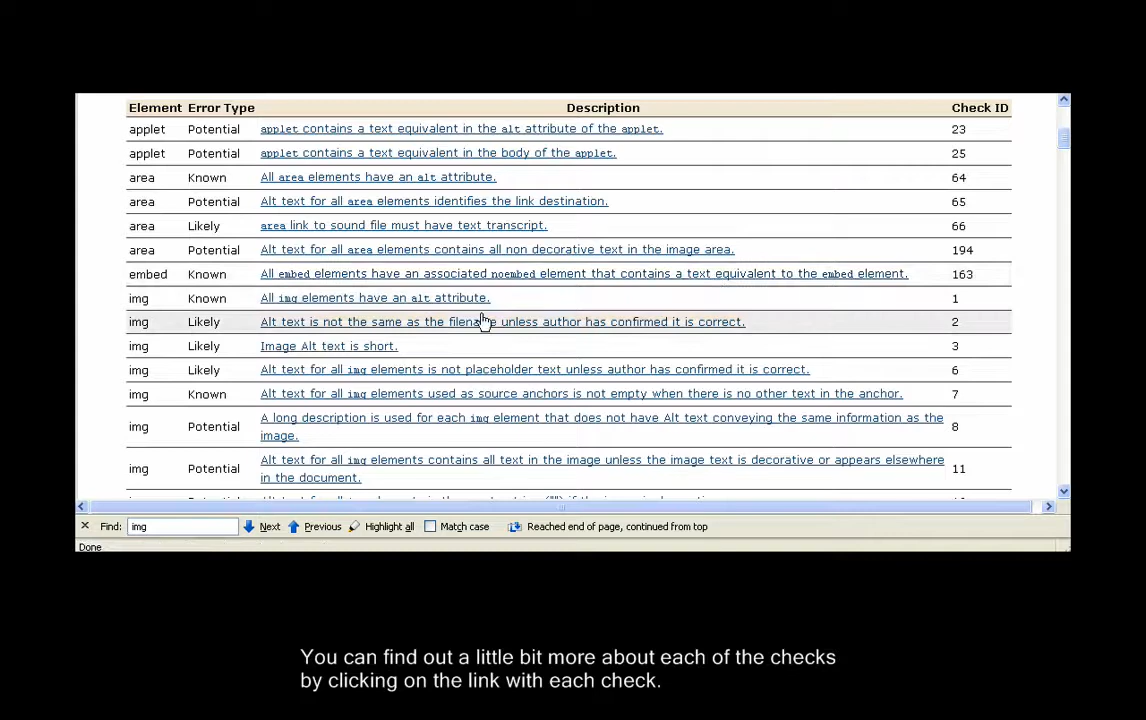 Element Error Type Description Check ID
applet Potential applet contains a text equivalent in the alt attribute of the applet. 23
applet Potential applet contains a text equivalent in the body of the applet. 25
area Known All area elements have an alt attribute. 64
area Potential Alt text for all area elements identifies the link destination. 65
area Likely area link to sound file must have text transcript. 66
area Potential Alt text for all area elements contains all non decorative text in the image area. 194
embed Known All embed elements have an associated noembed element that contains a text equivalent to the embed element. 163
img Known All img elements have an alt attribute. 1
img Likely Alt text is not the same as the filename unless author has confirmed it is correct. 2
img Likely Image Alt text is short. 3
img Likely Alt text for all img elements is not placeholder text unless author has confirmed it is correct. 6
img Known Alt text for all img elements used as source anchors is not empty when there is no other text in the anchor. 7
img Potential A long description is used for each img element that does not have Alt text conveying the same information as the
image. 8
img Potential Alt text for all img elements contains all text in the image unless the image text is decorative or appears elsewhere
in the document. 11
Find: img Next Previous Highlight all Match case Reached end of page, continued from top
Done
You can find out a little bit more about each of the checks
by clicking on the link with each check.